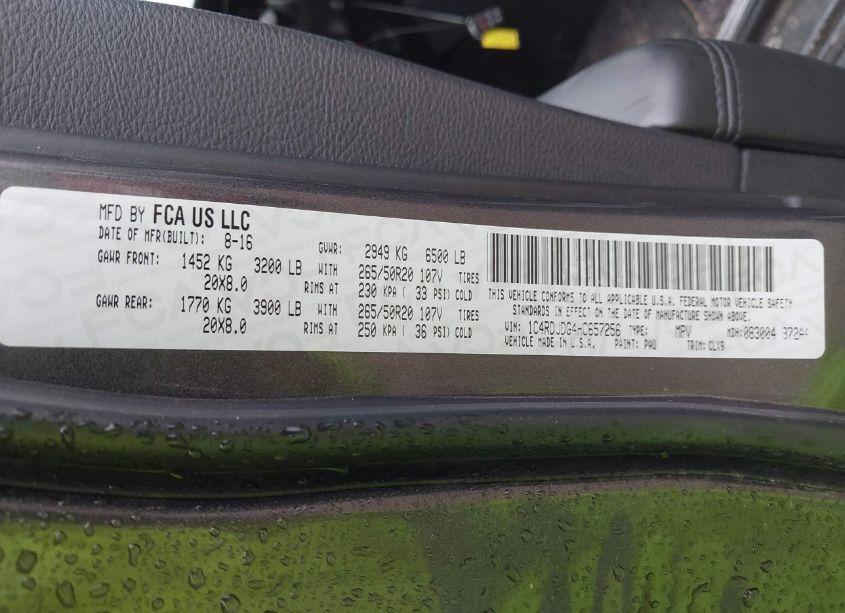 MFD BY FCA US LLC
DATE OF MFR(BUILT): 8-16
GVWR: 2949 KG 6500 LB
GAWR FRONT: 1452 KG 3200 LB WITH 265/50R20 107V TIRES
20X8.0 RIMS AT 230 KPA ( 33 PSI) COLD
GAWR REAR: 1770 KG 3900 LB WITH 265/50R20 107V TIRES
20X8.0 RIMS AT 250 KPA ( 36 PSI) COLD
THIS VEHICLE CONFORMS TO ALL APPLICABLE U.S.A. FEDERAL MOTOR VEHICLE SAFETY
STANDARDS IN EFFECT ON THE DATE OF MANUFACTURE SHOWN ABOVE.
VIN: TYPE: MPV MDH: 083004
VEHICLE MADE IN U.S.A. PAINT: TRIM: CLX9